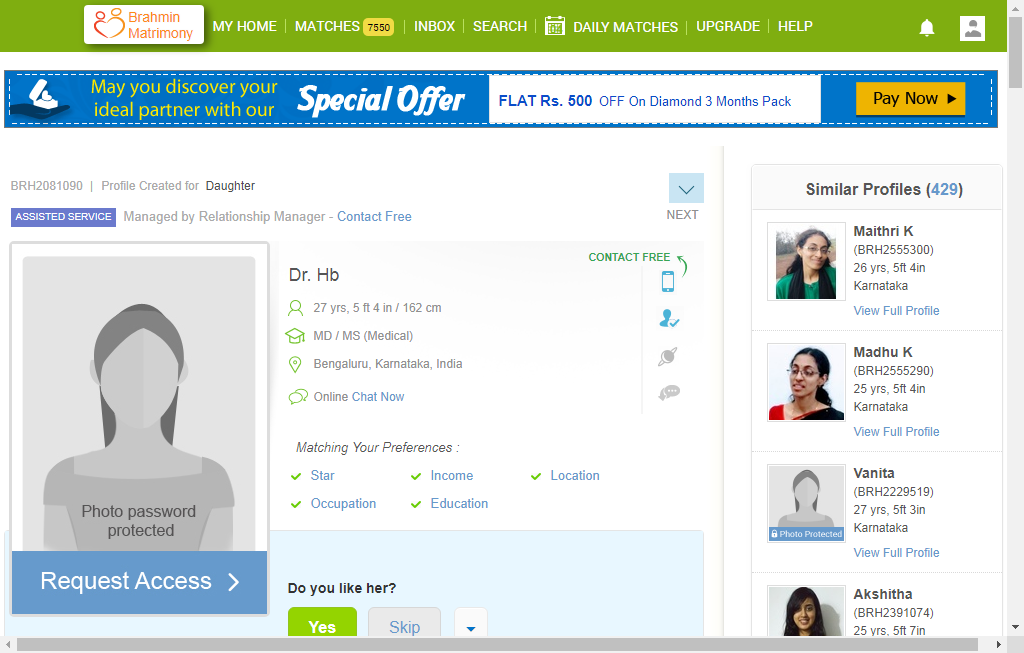 Brahmin
Matrimony
MY HOME
MATCHES 7550
INBOX
SEARCH
DAILY MATCHES
UPGRADE
HELP
May you discover your
ideal partner with our
Special Offer
FLAT Rs. 500 OFF On Diamond 3 Months Pack
Pay Now
BRH2081090 | Profile Created for Daughter
ASSISTED SERVICE Managed by Relationship Manager - Contact Free
NEXT
Photo password
protected
Request Access
Dr. Hb
CONTACT FREE
27 yrs, 5 ft 4 in / 162 cm
MD / MS (Medical)
Bengaluru, Karnataka, India
Online Chat Now
Matching Your Preferences :
Star
Income
Location
Occupation
Education
Do you like her?
Yes
Skip
Similar Profiles (429)
Maithri K
(BRH2555300)
26 yrs, 5ft 4in
Karnataka
View Full Profile
Madhu K
(BRH2555290)
25 yrs, 5ft 4in
Karnataka
View Full Profile
Photo Protected
Vanita
(BRH2229519)
27 yrs, 5ft 3in
Karnataka
View Full Profile
Akshitha
(BRH2391074)
25 yrs, 5ft 7in